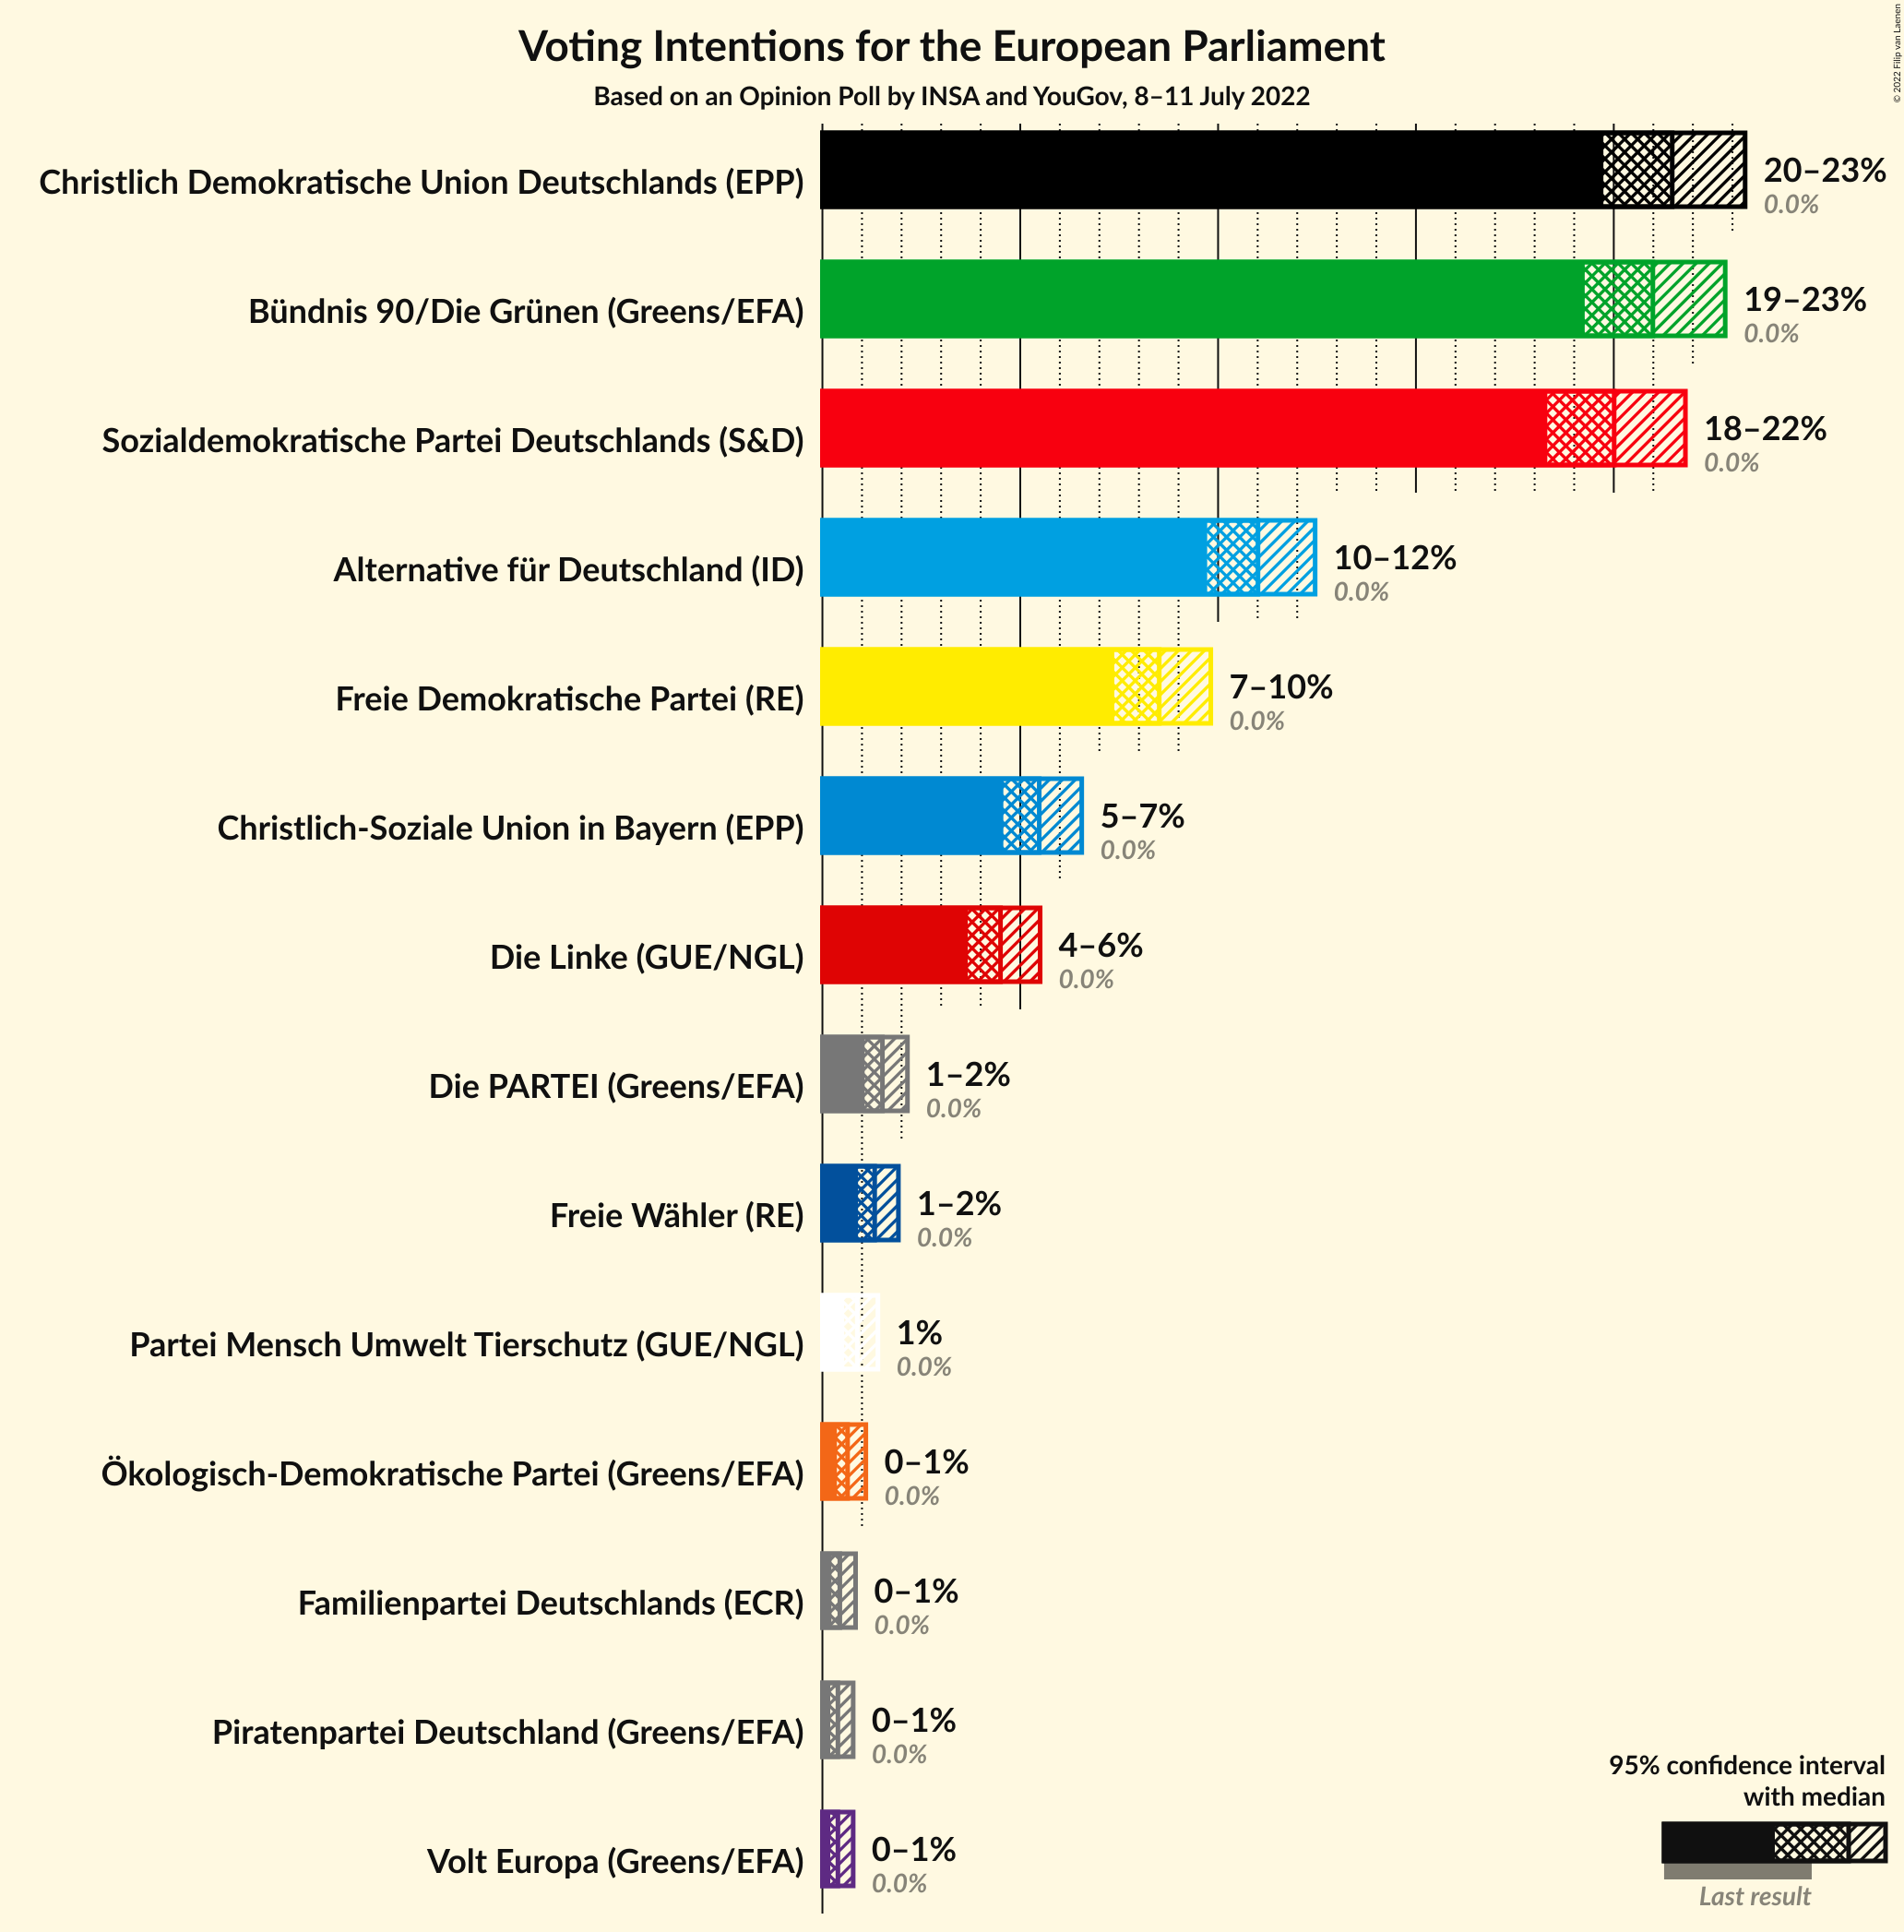 Voting Intentions for the European Parliament
Based on an Opinion Poll by INSA and YouGov, 8–11 July 2022
© 2022 Filip van Laenen
Christlich Demokratische Union Deutschlands (EPP)
20–23%
0.0%
Bündnis 90/Die Grünen (Greens/EFA)
19–23%
0.0%
Sozialdemokratische Partei Deutschlands (S&D)
18–22%
0.0%
Alternative für Deutschland (ID)
10–12%
0.0%
Freie Demokratische Partei (RE)
7–10%
0.0%
Christlich-Soziale Union in Bayern (EPP)
5–7%
0.0%
Die Linke (GUE/NGL)
4–6%
0.0%
Die PARTEI (Greens/EFA)
1–2%
0.0%
Freie Wähler (RE)
1–2%
0.0%
Partei Mensch Umwelt Tierschutz (GUE/NGL)
1%
0.0%
Ökologisch-Demokratische Partei (Greens/EFA)
0–1%
0.0%
Familienpartei Deutschlands (ECR)
0–1%
0.0%
Piratenpartei Deutschland (Greens/EFA)
0–1%
0.0%
Volt Europa (Greens/EFA)
0–1%
0.0%
95% confidence interval
with median
Last result